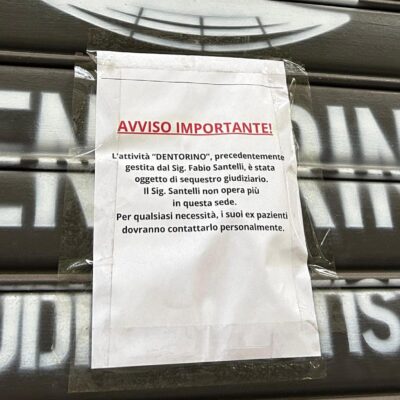 AVVISO IMPORTANTE!
L'attività "DENTORINO", precedentemente
gestita dal Sig. Fabio Santelli, è stata
oggetto di sequestro giudiziario.
Il Sig. Santelli non opera più
in questa sede.
Per qualsiasi necessità, i suoi ex pazienti
dovranno contattarlo personalmente.